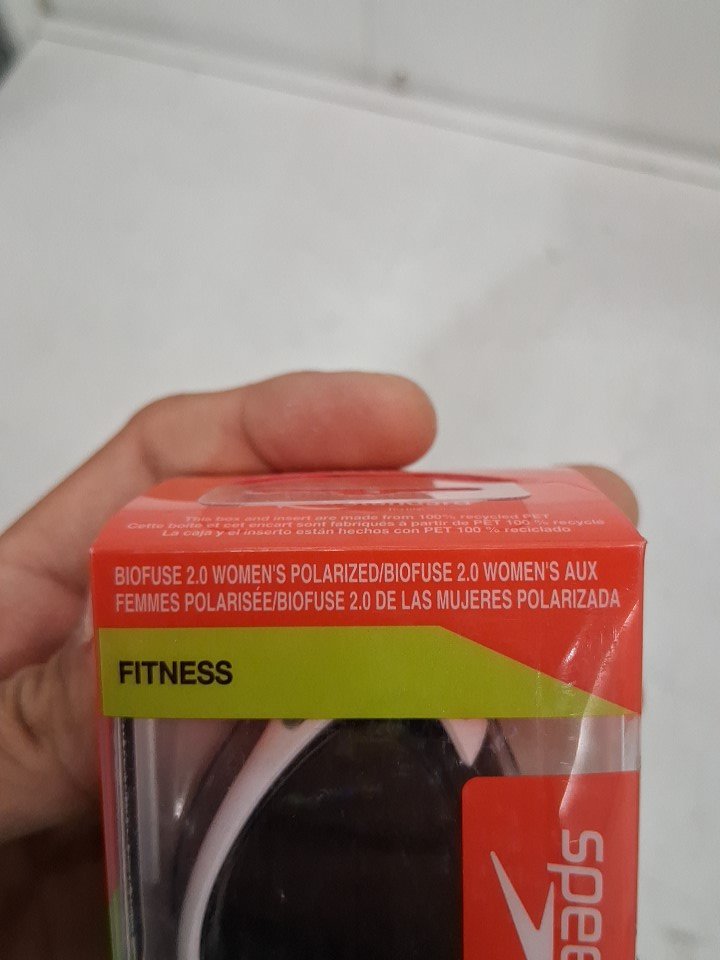 This box and insert are made from 100% recycled PET
Cette boîte et cet encart sont fabriqués à partir de PET 100 % recyclé
La caja y el inserto están hechos con PET 100 % reciclado
BIOFUSE 2.0 WOMEN'S POLARIZED/BIOFUSE 2.0 WOMEN'S AUX
FEMMES POLARISÉE/BIOFUSE 2.0 DE LAS MUJERES POLARIZADA
FITNESS
spee